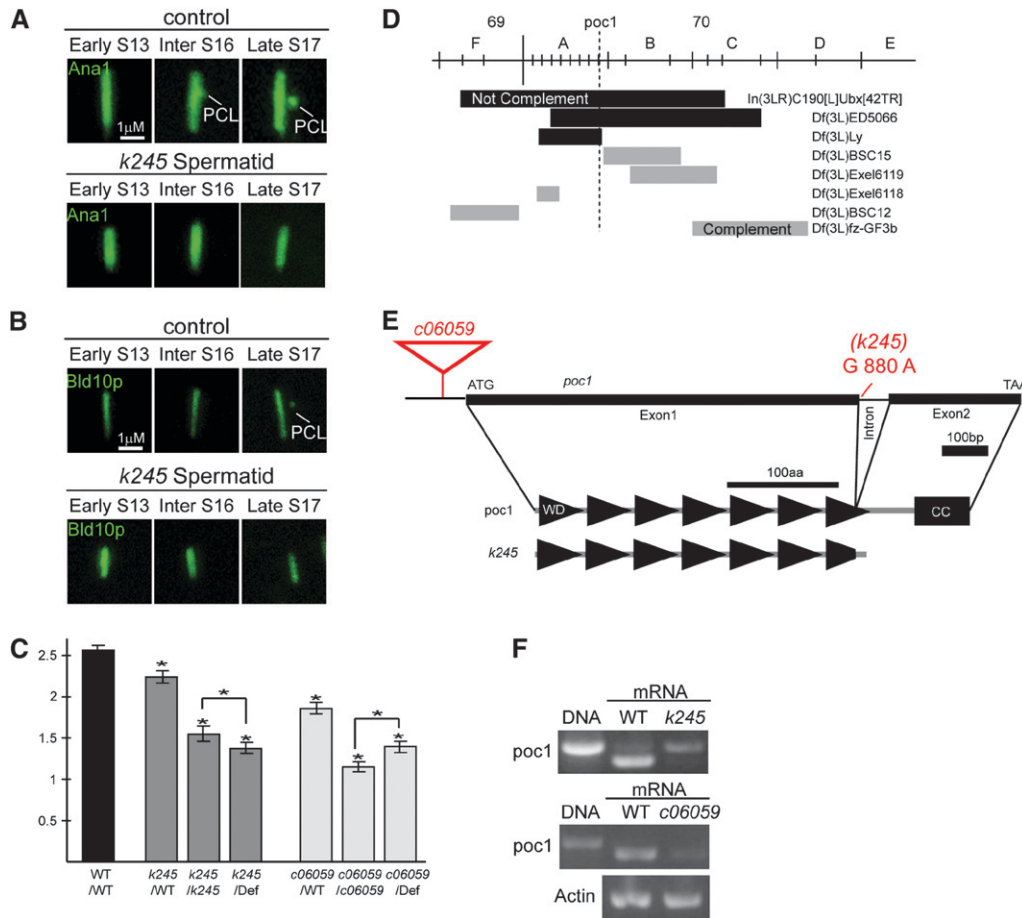 A
control
Early S13 Inter S16 Late S17
Ana1
PCL
PCL
1μM
k245 Spermatid
Early S13 Inter S16 Late S17
Ana1
B
control
Early S13 Inter S16 Late S17
Bld10p
PCL
1μM
k245 Spermatid
Early S13 Inter S16 Late S17
Bld10p
C
2.5
2
1.5
1
0.5
*
*
*
*
*
*
*
*
WT /WT
k245 /WT
k245 /k245
k245 /Def
c06059 /WT
c06059 /c06059
c06059 /Def
D
69 poc1 70
F A B C D E
Not Complement
In(3LR)C190[L]Ubx[42TR]
Df(3L)ED5066
Df(3L)Ly
Df(3L)BSC15
Df(3L)Exel6119
Df(3L)Exel6118
Df(3L)BSC12
Complement
Df(3L)fz-GF3b
E
c06059
(k245)
G 880 A
ATG poc1 TAA
Exon1 Intron Exon2
100bp
100aa
poc1 WD CC
k245
F
mRNA
DNA WT k245
poc1
mRNA
DNA WT c06059
poc1
Actin